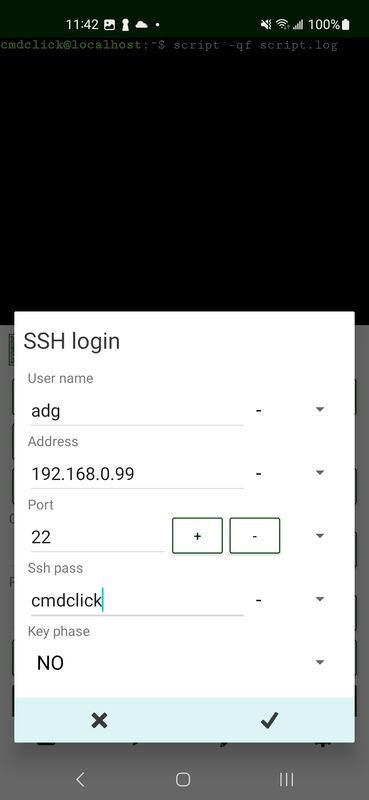 11:42 100%
cmdclick@localhost:~$ script -qf script.log
SSH login
User name
adg -
Address
192.168.0.99 -
Port
22 + -
Ssh pass
cmdclick -
Key phase
NO